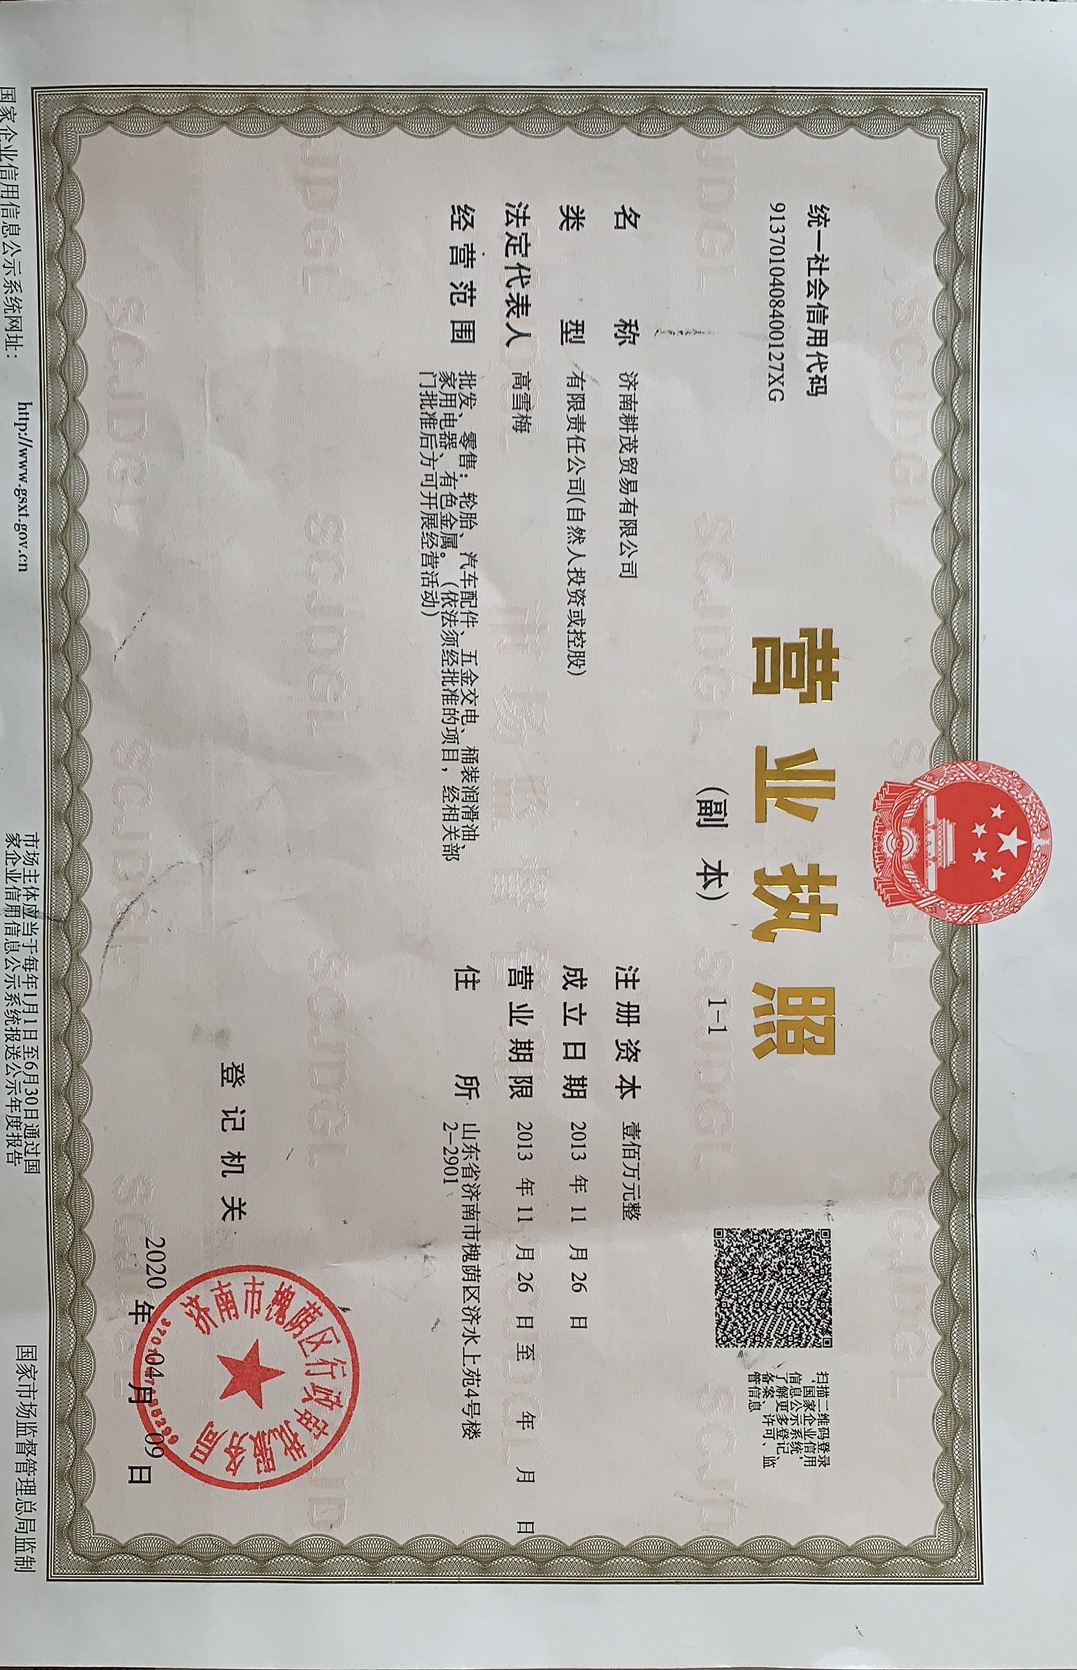 统一社会信用代码
9137010408400127XG
营业执照
（副 本）
1-1
扫描二维码登录
‘国家企业信用
信息公示系统’
了解更多登记、
备案、许可、监
管信息
名 称 济南耕茂贸易有限公司
类 型 有限责任公司(自然人投资或控股)
法定代表人 高雪梅
经营范围 批发、零售：轮胎、汽车配件、五金交电、桶装润滑油、
家用电器、有色金属。（依法须经批准的项目，经相关部
门批准后方可开展经营活动）
注册资本 壹佰万元整
成立日期 2013 年 11 月 26 日
营业期限 2013 年 11 月 26 日 至 年 月 日
住 所 山东省济南市槐荫区济水上苑4号楼
2-2901
登记机关
济南市槐荫区行政审批服务局
2020 年 04 月 09 日
国家企业信用信息公示系统网址： http://www.gsxt.gov.cn
市场主体应当于每年1月1日至6月30日通过国
家企业信用信息公示系统报送公示年度报告
国家市场监督管理总局监制